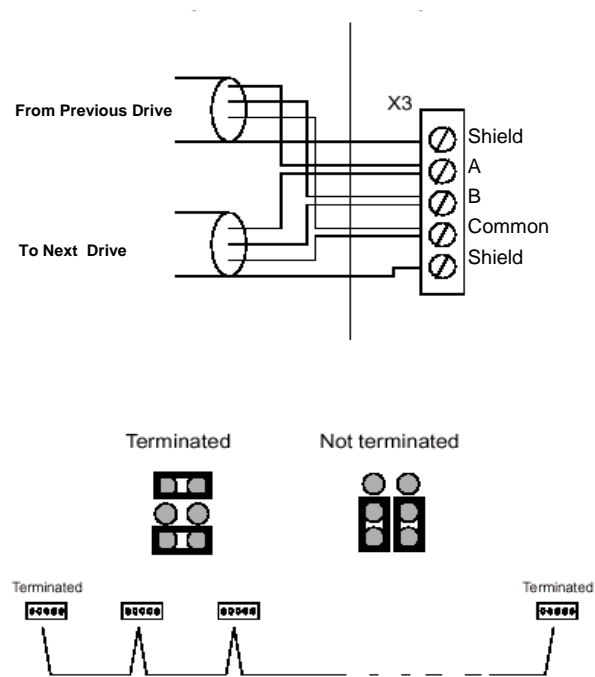 X3
From Previous Drive
Shield
A
B
To Next Drive
Common
Shield
Terminated
Not terminated
Terminated
Terminated